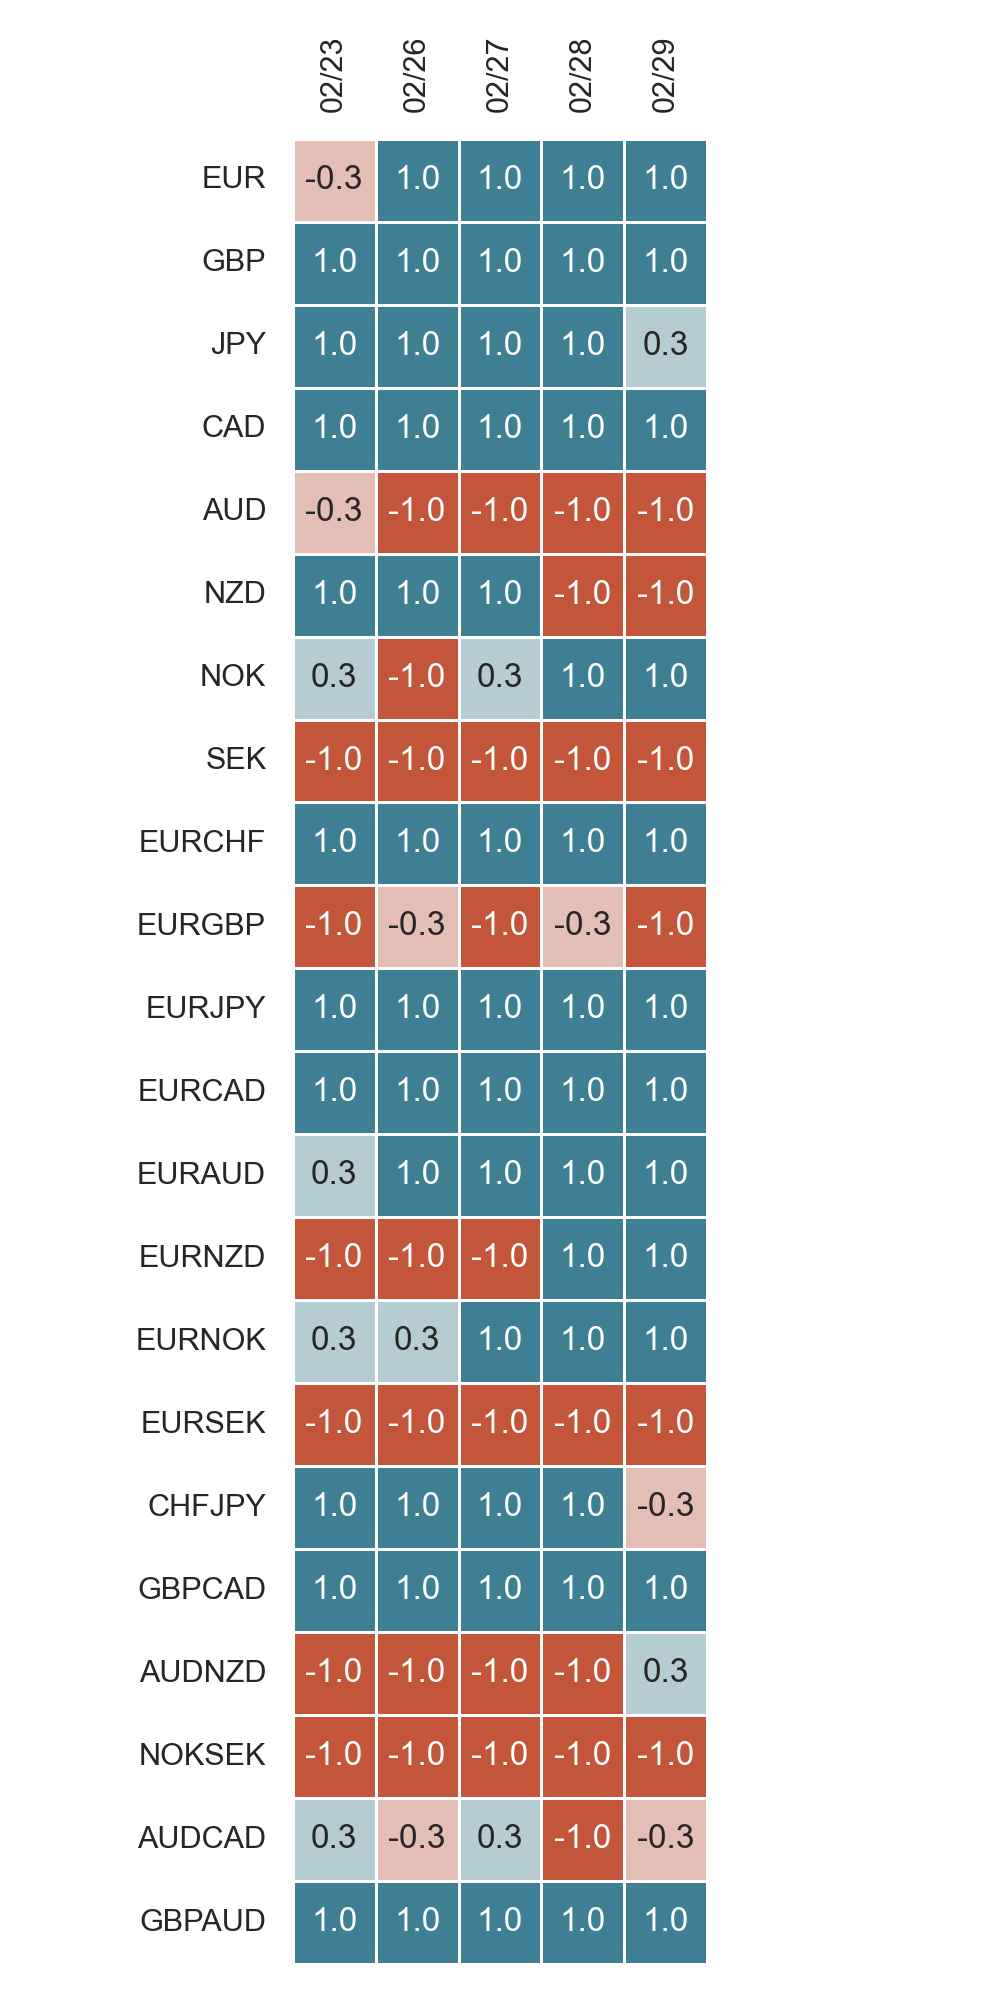 02/23 02/26 02/27 02/28 02/29
EUR -0.3 1.0 1.0 1.0 1.0
GBP 1.0 1.0 1.0 1.0 1.0
JPY 1.0 1.0 1.0 1.0 0.3
CAD 1.0 1.0 1.0 1.0 1.0
AUD -0.3 -1.0 -1.0 -1.0 -1.0
NZD 1.0 1.0 1.0 -1.0 -1.0
NOK 0.3 -1.0 0.3 1.0 1.0
SEK -1.0 -1.0 -1.0 -1.0 -1.0
EURCHF 1.0 1.0 1.0 1.0 1.0
EURGBP -1.0 -0.3 -1.0 -0.3 -1.0
EURJPY 1.0 1.0 1.0 1.0 1.0
EURCAD 1.0 1.0 1.0 1.0 1.0
EURAUD 0.3 1.0 1.0 1.0 1.0
EURNZD -1.0 -1.0 -1.0 1.0 1.0
EURNOK 0.3 0.3 1.0 1.0 1.0
EURSEK -1.0 -1.0 -1.0 -1.0 -1.0
CHFJPY 1.0 1.0 1.0 1.0 -0.3
GBPCAD 1.0 1.0 1.0 1.0 1.0
AUDNZD -1.0 -1.0 -1.0 -1.0 0.3
NOKSEK -1.0 -1.0 -1.0 -1.0 -1.0
AUDCAD 0.3 -0.3 0.3 -1.0 -0.3
GBPAUD 1.0 1.0 1.0 1.0 1.0